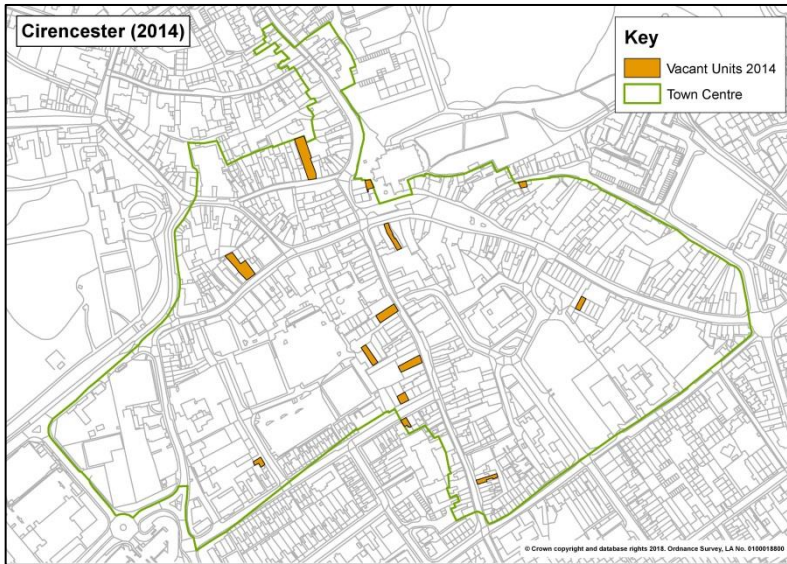 Cirencester (2014)
Key
Vacant Units 2014
Town Centre
© Crown copyright and database rights 2018. Ordnance Survey, LA No. 0100018800